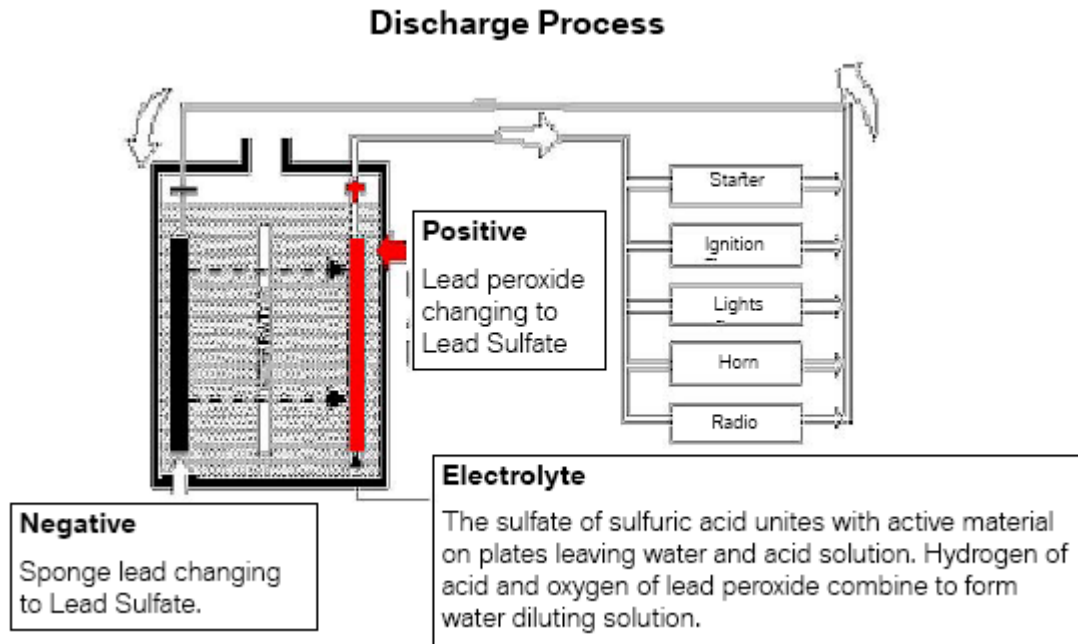 Discharge Process
Starter
Ignition
Lights
Horn
Radio
Positive
Lead peroxide
changing to
Lead Sulfate
Negative
Sponge lead changing
to Lead Sulfate.
Electrolyte
The sulfate of sulfuric acid unites with active material
on plates leaving water and acid solution. Hydrogen of
acid and oxygen of lead peroxide combine to form
water diluting solution.